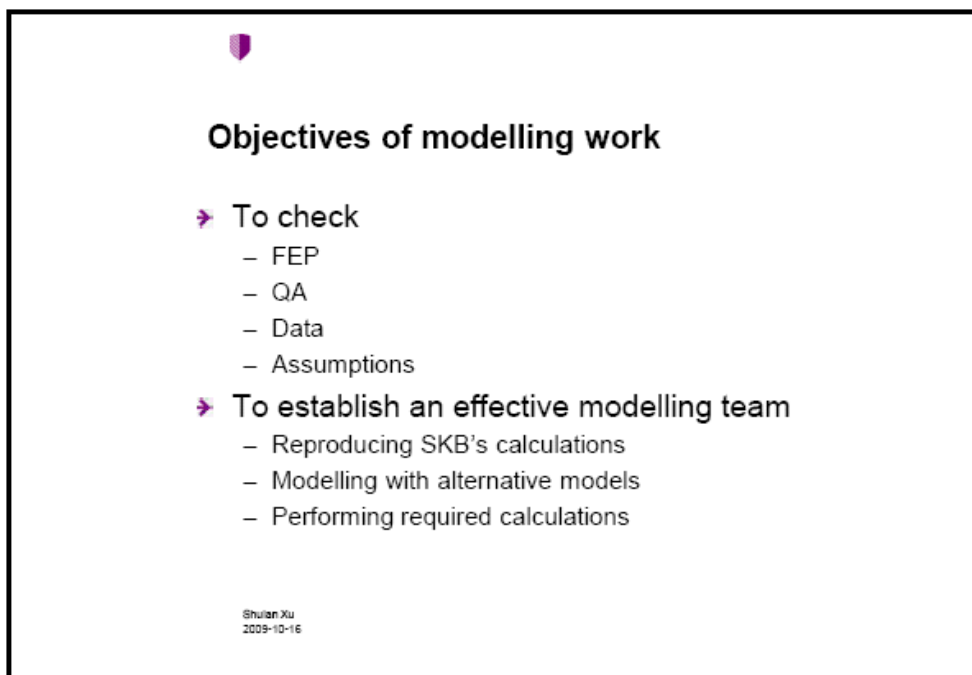 Objectives of modelling work
To check
– FEP
– QA
– Data
– Assumptions
To establish an effective modelling team
– Reproducing SKB's calculations
– Modelling with alternative models
– Performing required calculations
Shulan Xu
2009-10-16